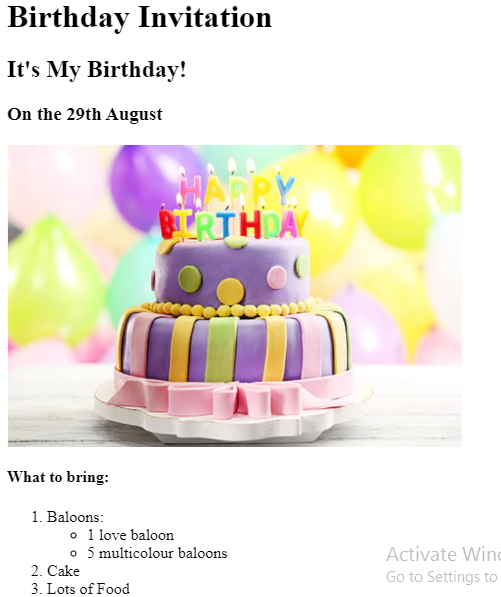 Birthday Invitation
It's My Birthday!
On the 29th August
HAPPY
BIRTHDAY
What to bring:
1. Baloons:
1 love baloon
5 multicolour baloons
2. Cake
3. Lots of Food
Activate Wind
Go to Settings to